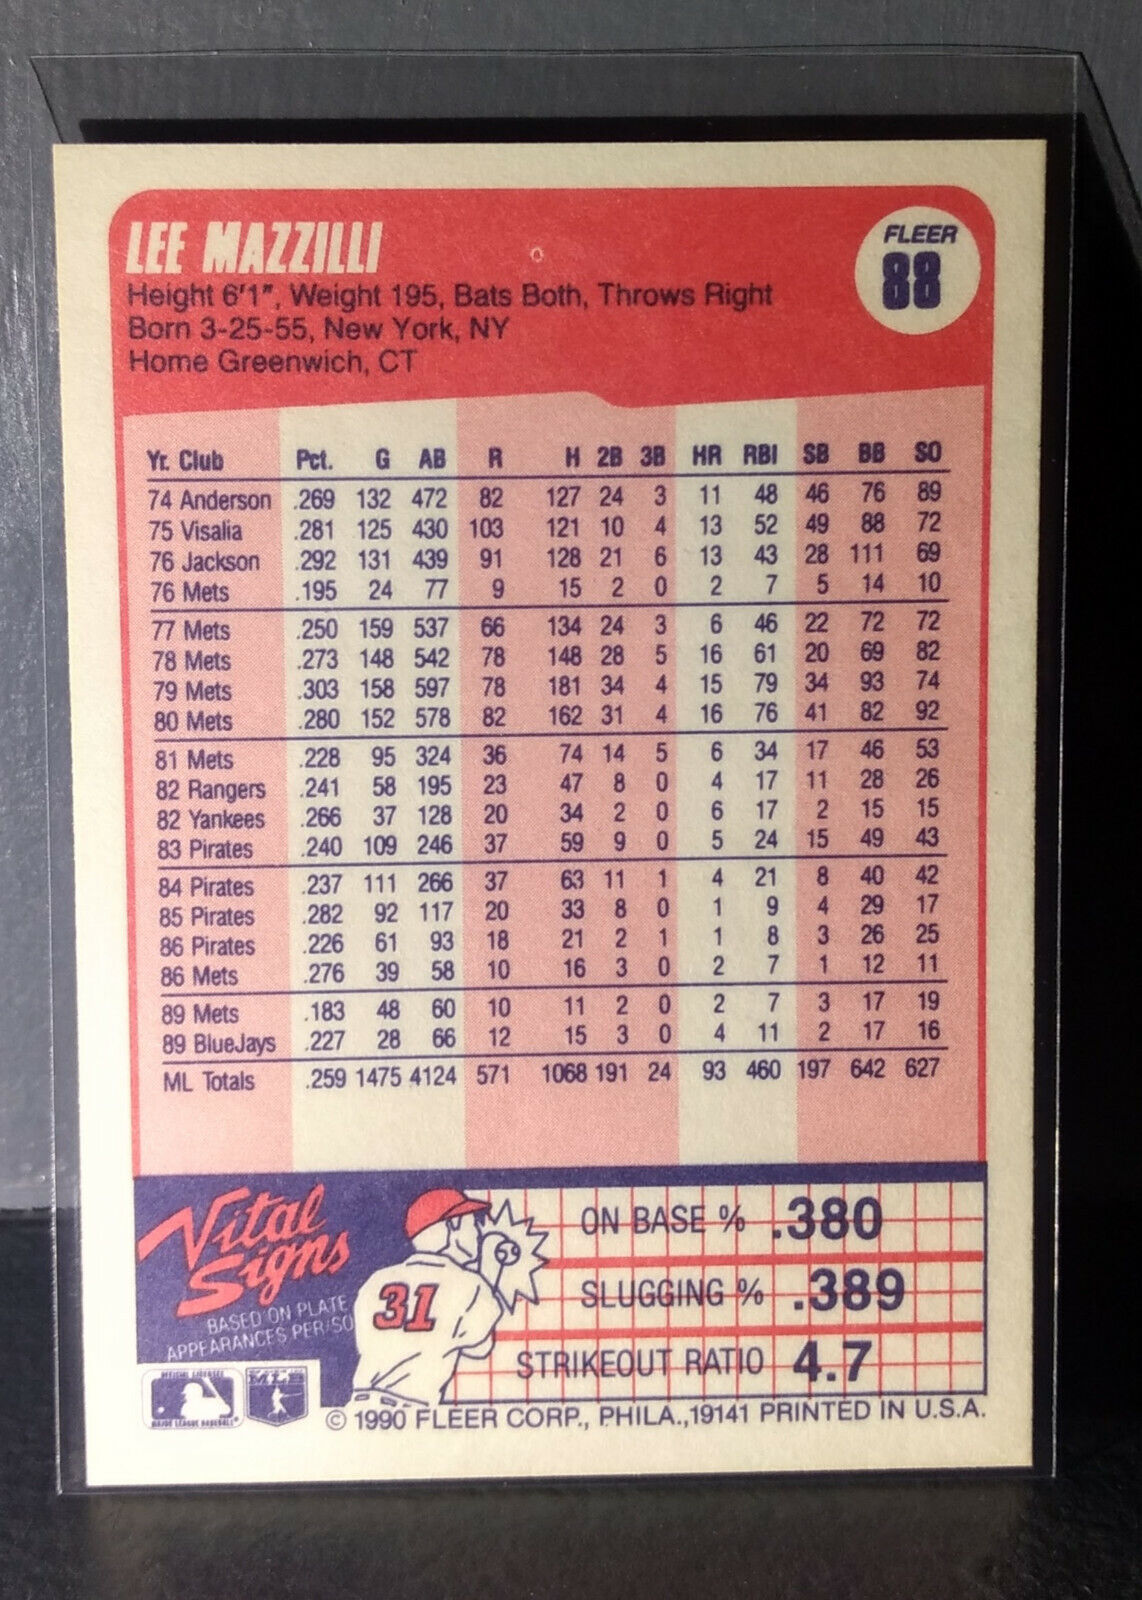 LEE MAZZILLI
FLEER
88
Height 6'1", Weight 195, Bats Both, Throws Right
Born 3-25-55, New York, NY
Home Greenwich, CT
Yr. Club Pct. G AB R H 2B 3B HR RBI SB BB SO
74 Anderson .269 132 472 82 127 24 3 11 48 46 76 89
75 Visalia .281 125 430 103 121 10 4 13 52 49 88 72
76 Jackson .292 131 439 91 128 21 6 13 43 28 111 69
76 Mets .195 24 77 9 15 2 0 2 7 5 14 10
77 Mets .250 159 537 66 134 24 3 6 46 22 72 72
78 Mets .273 148 542 78 148 28 5 16 61 20 69 82
79 Mets .303 158 597 78 181 34 4 15 79 34 93 74
80 Mets .280 152 578 82 162 31 4 16 76 41 82 92
81 Mets .228 95 324 36 74 14 5 6 34 17 46 53
82 Rangers .241 58 195 23 47 8 0 4 17 11 28 26
82 Yankees .266 37 128 20 34 2 0 6 17 2 15 15
83 Pirates .240 109 246 37 59 9 0 5 24 15 49 43
84 Pirates .237 111 266 37 63 11 1 4 21 8 40 42
85 Pirates .282 92 117 20 33 8 0 1 9 4 29 17
86 Pirates .226 61 93 18 21 2 1 1 8 3 26 25
86 Mets .276 39 58 10 16 3 0 2 7 1 12 11
89 Mets .183 48 60 10 11 2 0 2 7 3 17 19
89 BlueJays .227 28 66 12 15 3 0 4 11 2 17 16
ML Totals .259 1475 4124 571 1068 191 24 93 460 197 642 627
Vital
Signs
BASED ON PLATE
APPEARANCES PER/SO
31
ON BASE % .380
SLUGGING % .389
STRIKEOUT RATIO 4.7
OFFICIAL LICENSEE
MAJOR LEAGUE BASEBALL
© 1990 FLEER CORP., PHILA.,19141 PRINTED IN U.S.A.